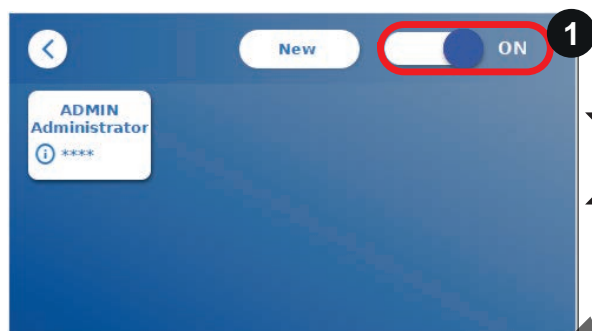 New
ON
1
ADMIN
Administrator
****